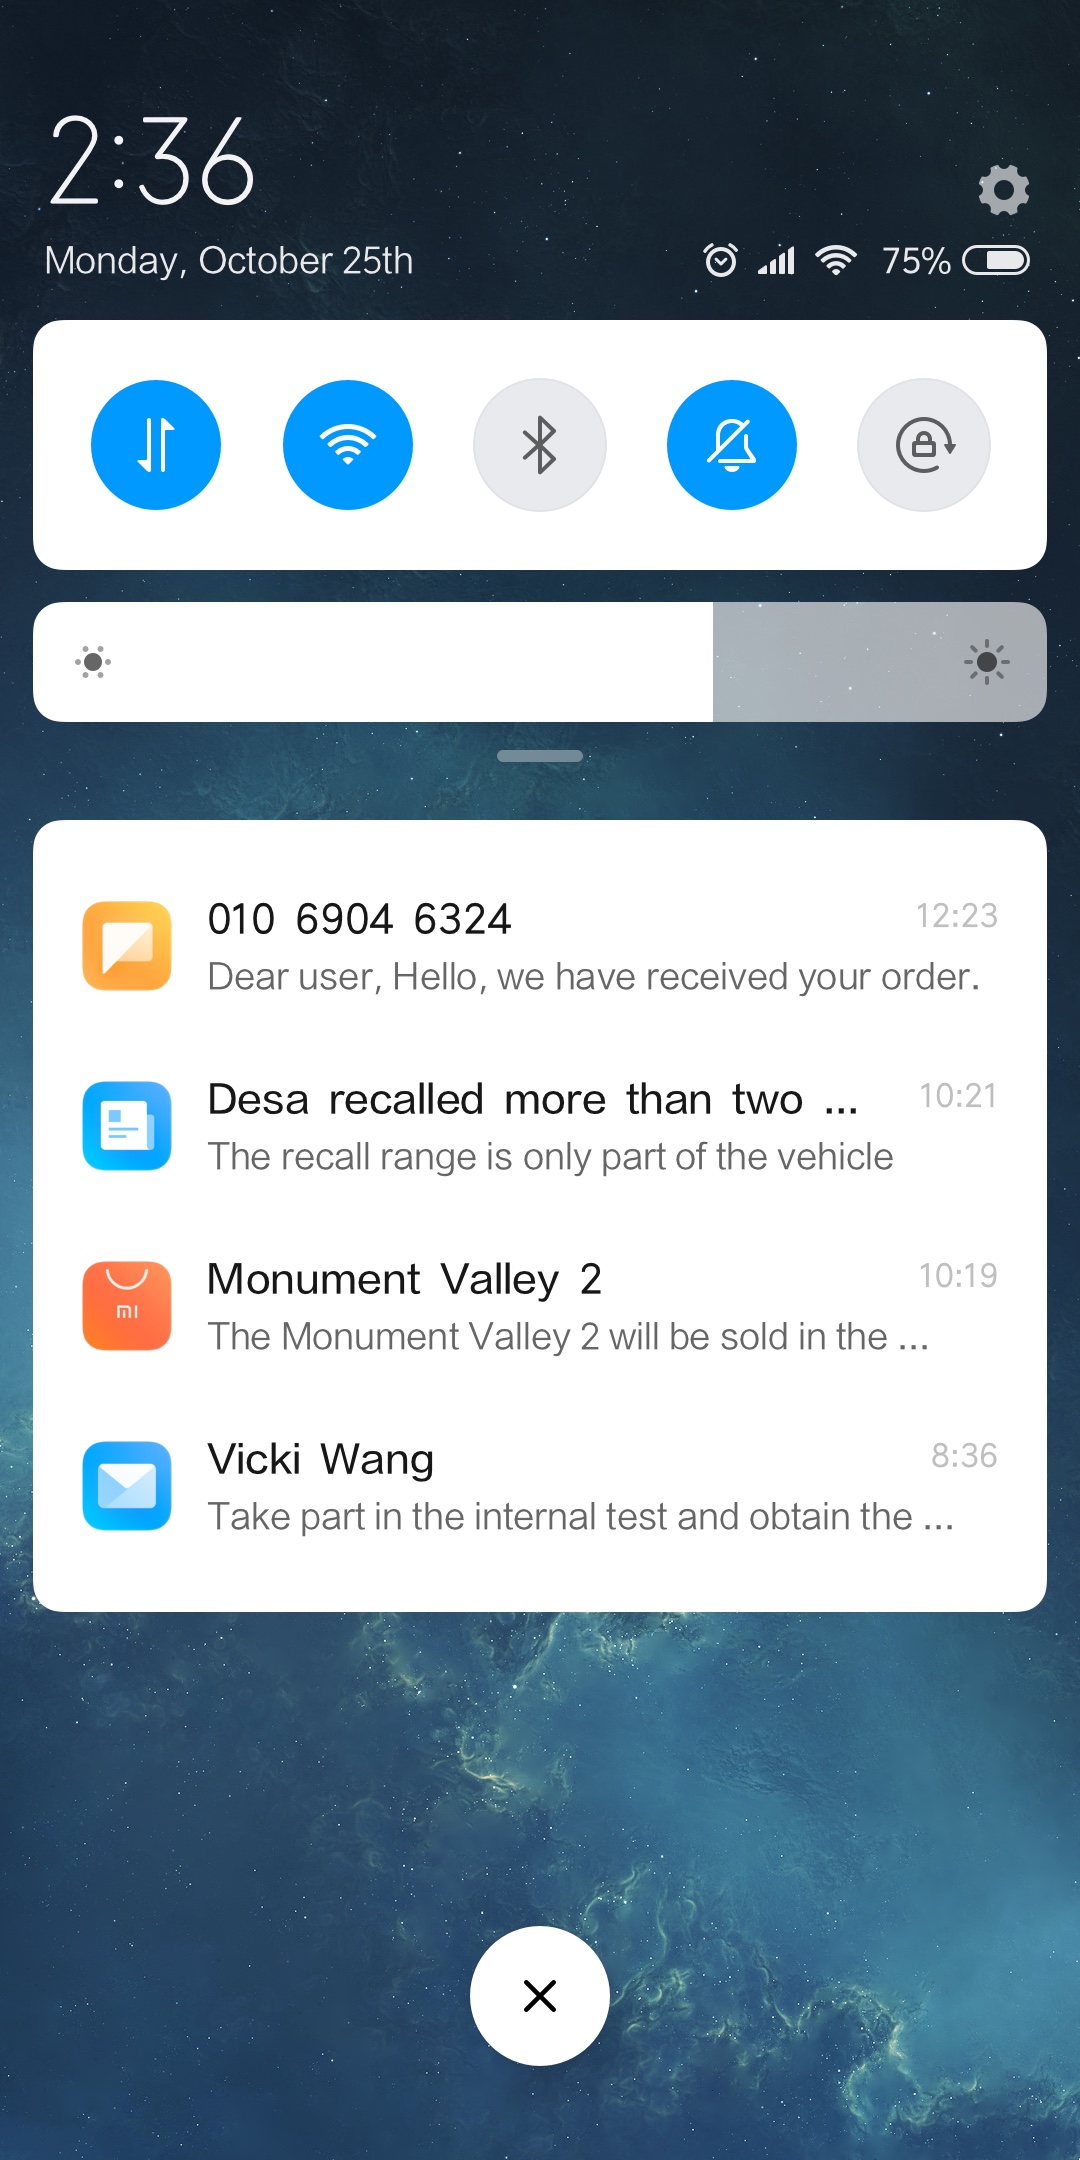 2:36
Monday, October 25th
75%
010 6904 6324
12:23
Dear user, Hello, we have received your order.
Desa recalled more than two ...
10:21
The recall range is only part of the vehicle
Monument Valley 2
10:19
The Monument Valley 2 will be sold in the ...
MI
Vicki Wang
8:36
Take part in the internal test and obtain the ...